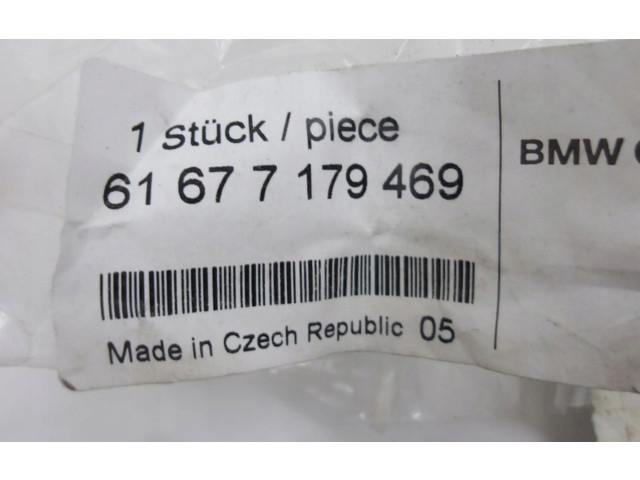 1 Stück / piece
61 67 7 179 469
Made in Czech Republic 05
BMW